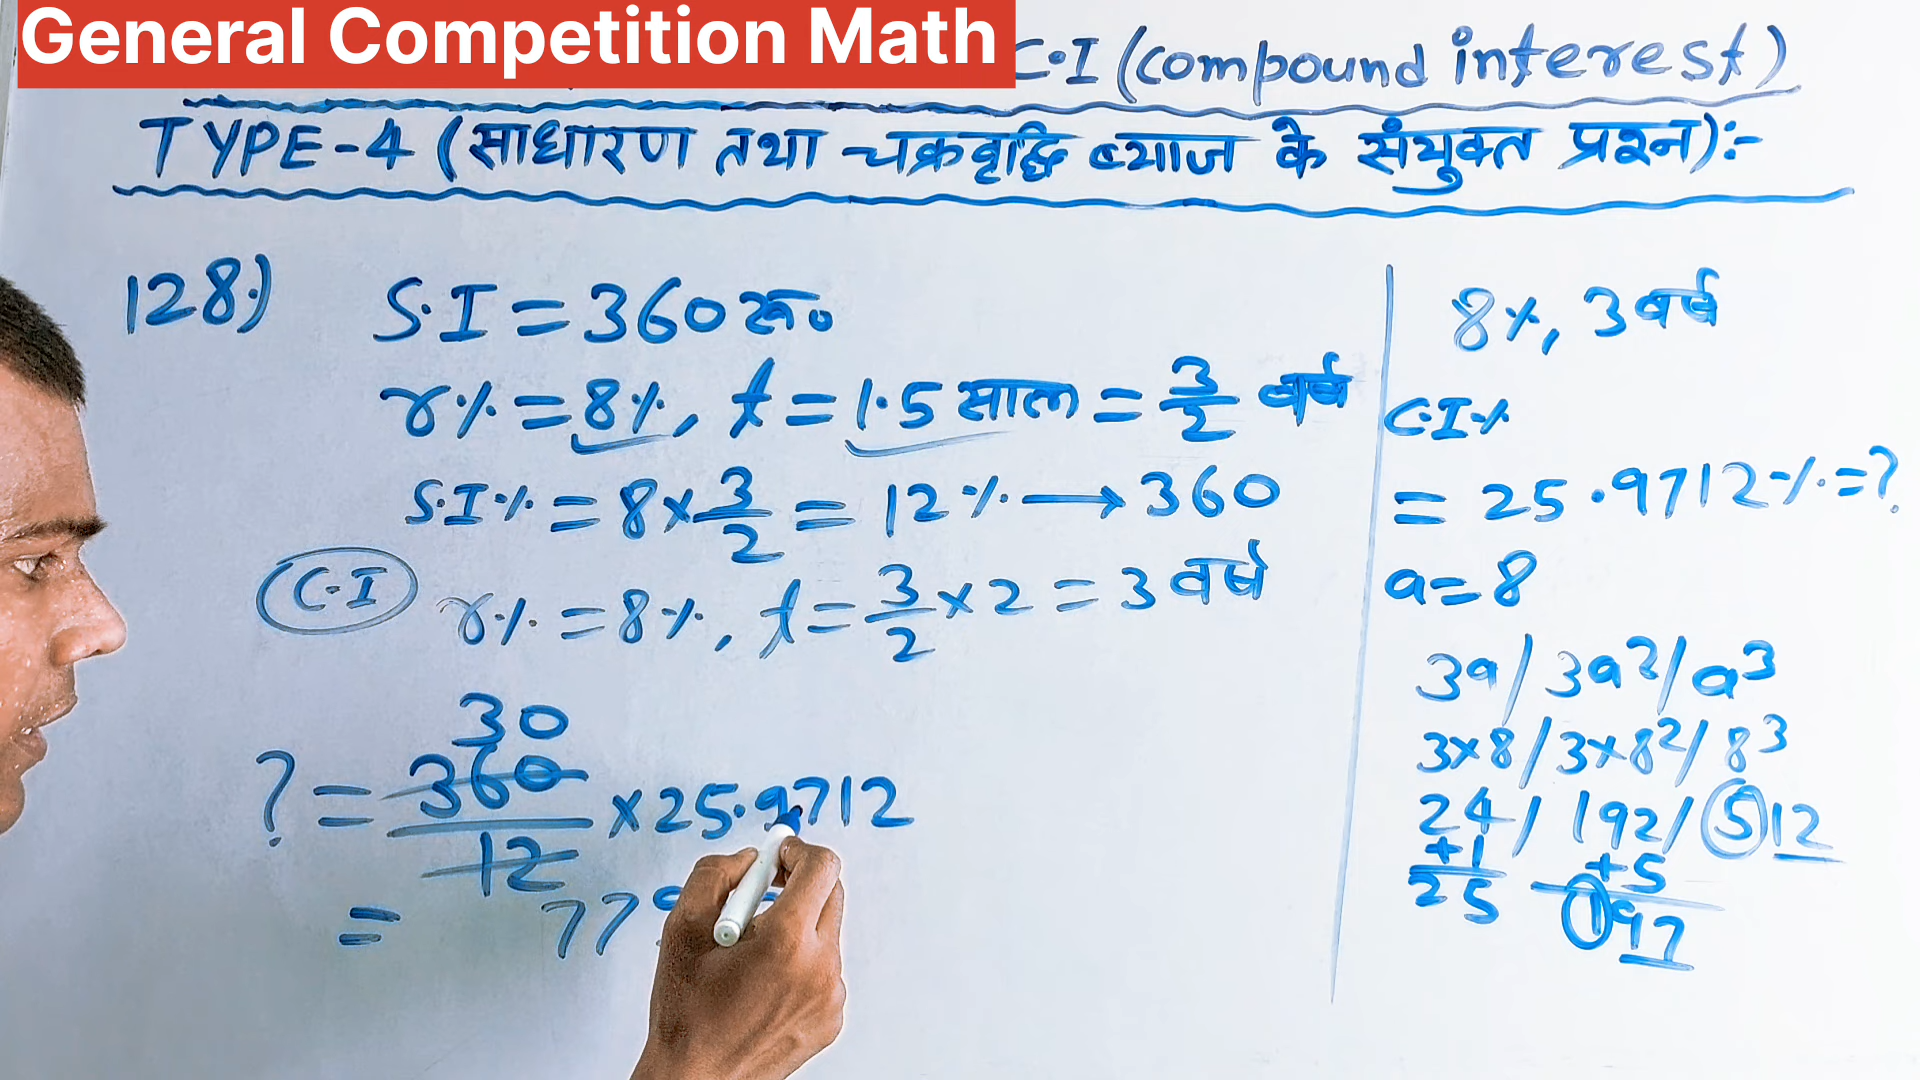 General Competition Math
C.I (compound interest)
TYPE-4 (साधारण तथा चक्रवृद्धि ब्याज के संयुक्त प्रश्न):-
128.) S.I = 360 रू०
r% = 8%, t = 1.5 साल = 3/2 वर्ष
S.I% = 8 × 3/2 = 12% → 360
C.I r% = 8%, t = 3/2 × 2 = 3 वर्ष
30
? = 360/12 × 25.9712
= 77
8%, 3 वर्ष
C.I%
= 25.9712% = ?
a = 8
3a / 3a² / a³
3×8 / 3×8² / 8³
24 / 192 / 512
+1 +5
25 197